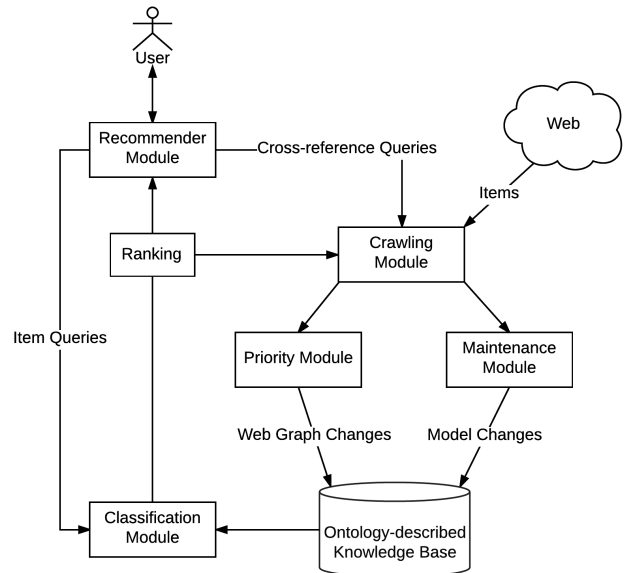 User
Recommender
Module
Cross-reference Queries
Web
Items
Ranking
Crawling
Module
Item Queries
Priority Module
Maintenance
Module
Web Graph Changes
Model Changes
Classification
Module
Ontology-described
Knowledge Base